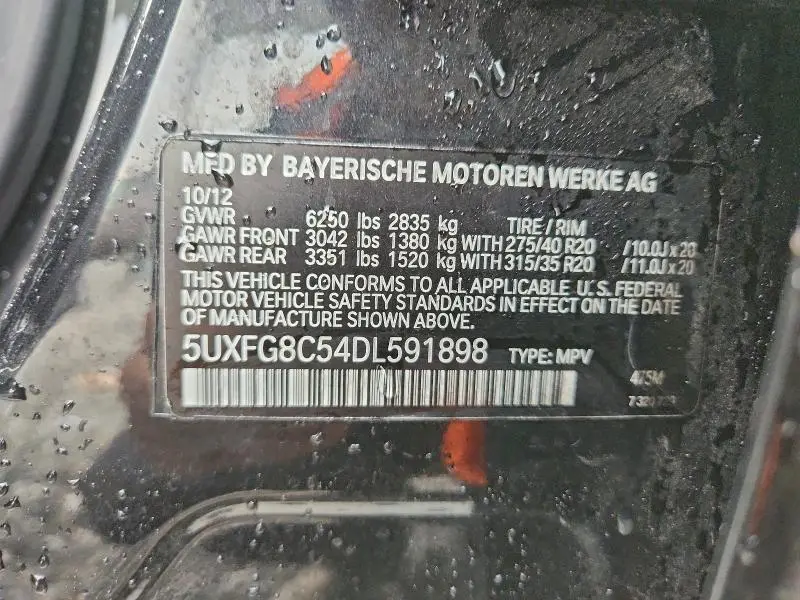 MFD BY BAYERISCHE MOTOREN WERKE AG
10/12
GVWR 6250 lbs 2835 kg TIRE / RIM
GAWR FRONT 3042 lbs 1380 kg WITH 275/40 R20 /10.0J x 20
GAWR REAR 3351 lbs 1520 kg WITH 315/35 R20 /11.0J x 20
THIS VEHICLE CONFORMS TO ALL APPLICABLE U.S. FEDERAL
MOTOR VEHICLE SAFETY STANDARDS IN EFFECT ON THE DATE
OF MANUFACTURE SHOWN ABOVE.
5UXFG8C54DL591898 TYPE: MPV
475M